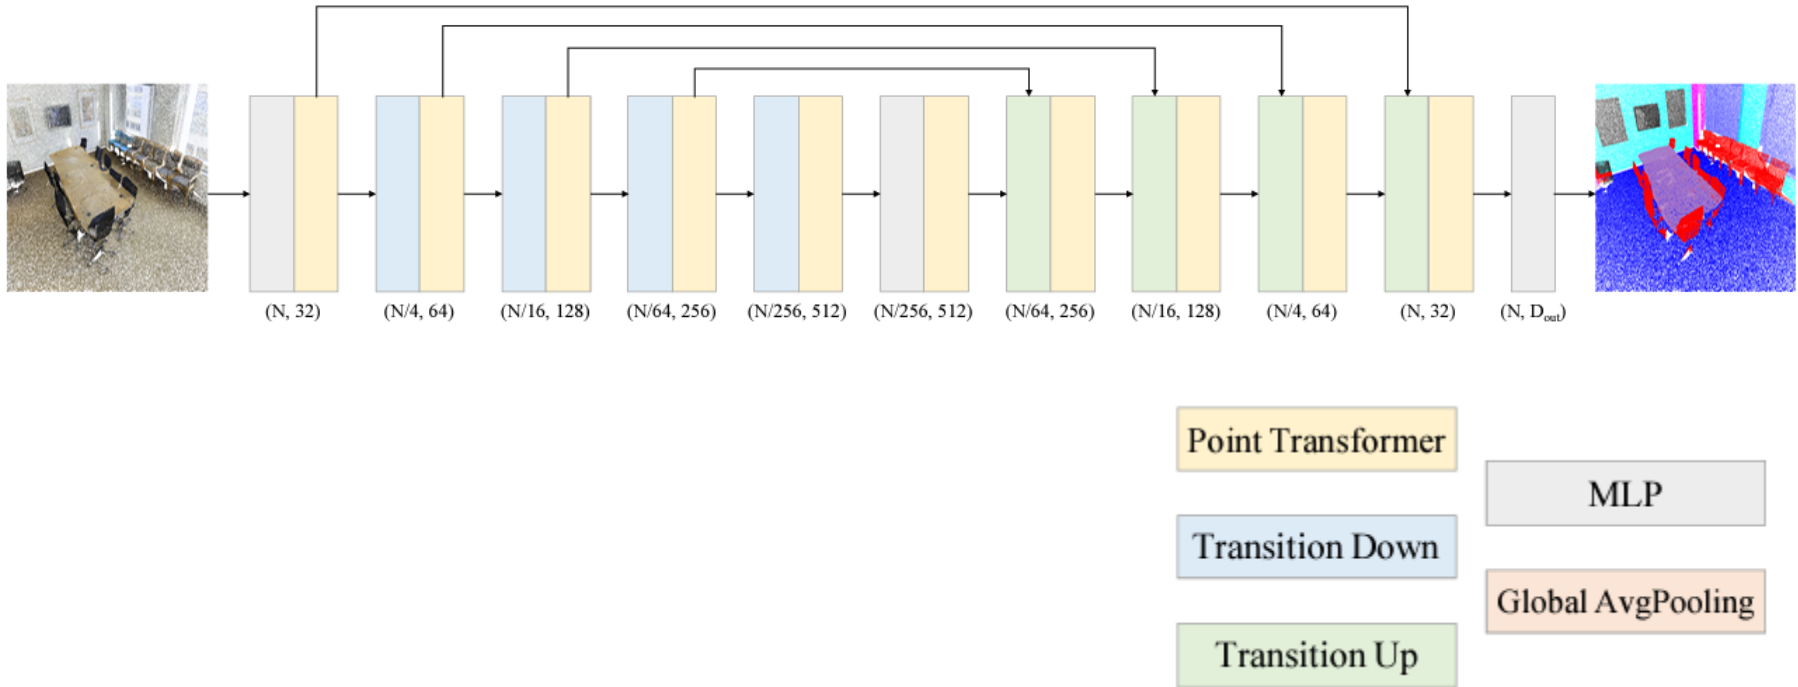 (N, 32) (N/4, 64) (N/16, 128) (N/64, 256) (N/256, 512) (N/256, 512) (N/64, 256) (N/16, 128) (N/4, 64) (N, 32) (N, Dout)
Point Transformer
MLP
Transition Down
Global AvgPooling
Transition Up